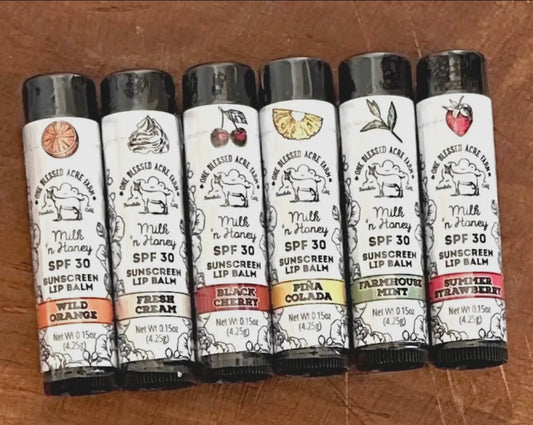 ONE BLESSED ACRE FARM
Milk
'n Honey
SPF 30
SUNSCREEN
LIP BALM
WILD
ORANGE
Net Wt 0.15oz
(4.25g)
ONE BLESSED ACRE FARM
Milk
'n Honey
SPF 30
SUNSCREEN
LIP BALM
FRESH
CREAM
Net Wt 0.15oz
(4.25g)
ONE BLESSED ACRE FARM
Milk
'n Honey
SPF 30
SUNSCREEN
LIP BALM
BLACK
CHERRY
Net Wt 0.15oz
(4.25g)
ONE BLESSED ACRE FARM
Milk
'n Honey
SPF 30
SUNSCREEN
LIP BALM
PIÑA
COLADA
Net Wt 0.15oz
(4.25g)
ONE BLESSED ACRE FARM
Milk
'n Honey
SPF 30
SUNSCREEN
LIP BALM
FARMHOUSE
MINT
Net Wt 0.15oz
(4.25g)
ONE BLESSED ACRE FARM
Milk
'n Honey
SPF 30
SUNSCREEN
LIP BALM
SUMMER
STRAWBERRY
Net Wt 0.15oz
(4.25g)